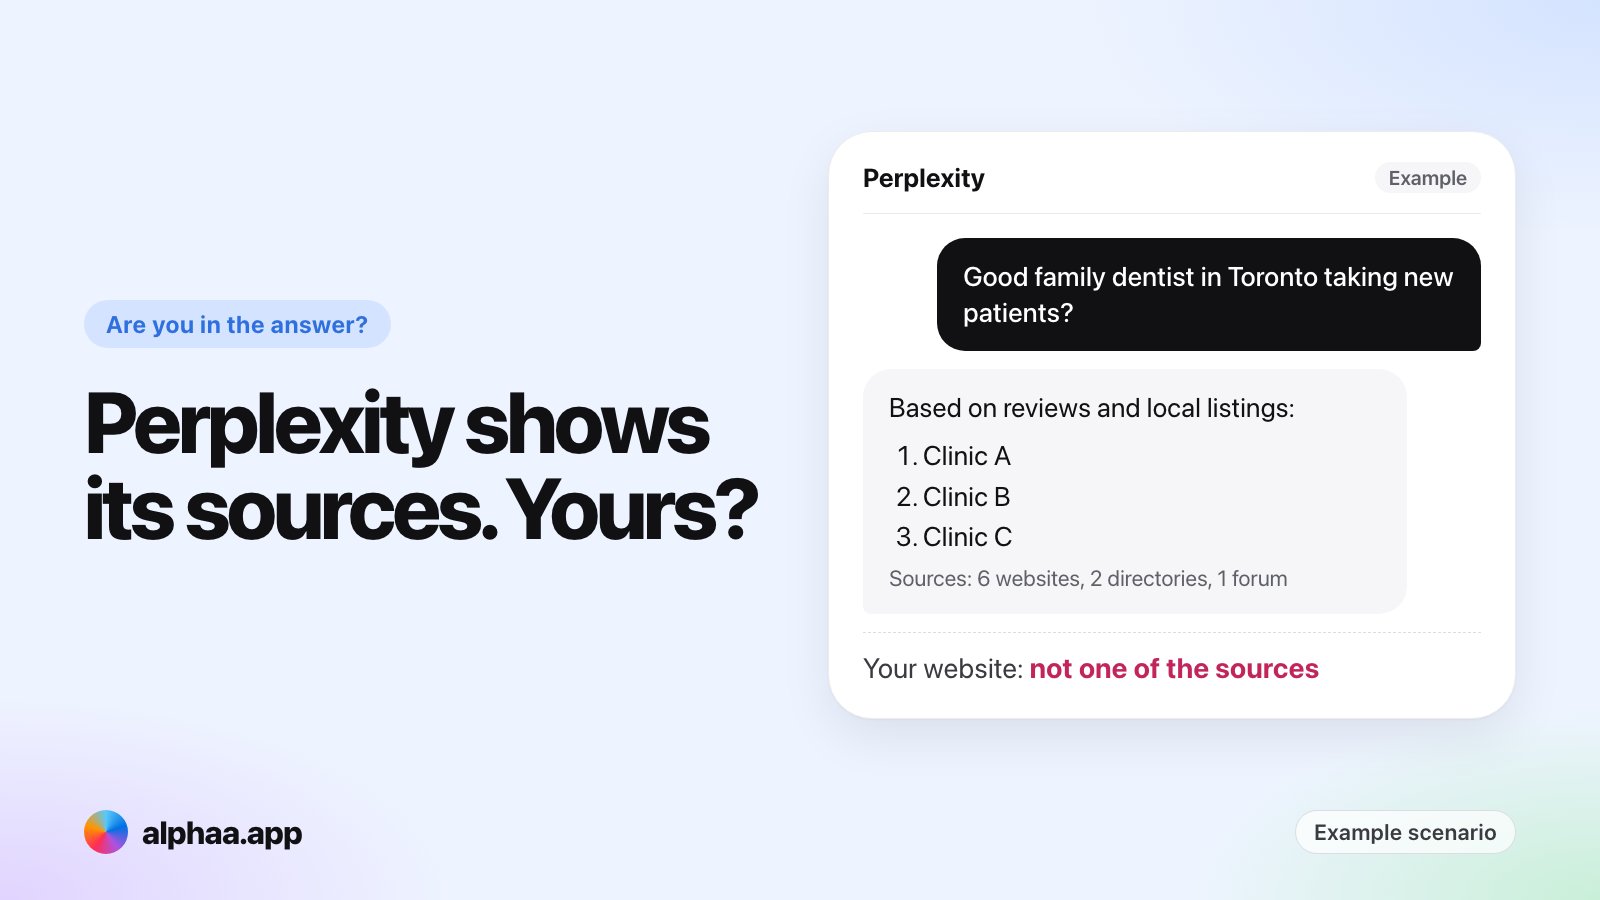 Are you in the answer?
Perplexity shows
its sources. Yours?
alphaa.app
Perplexity
Example
Good family dentist in Toronto taking new
patients?
Based on reviews and local listings:
1. Clinic A
2. Clinic B
3. Clinic C
Sources: 6 websites, 2 directories, 1 forum
Your website: not one of the sources
Example scenario